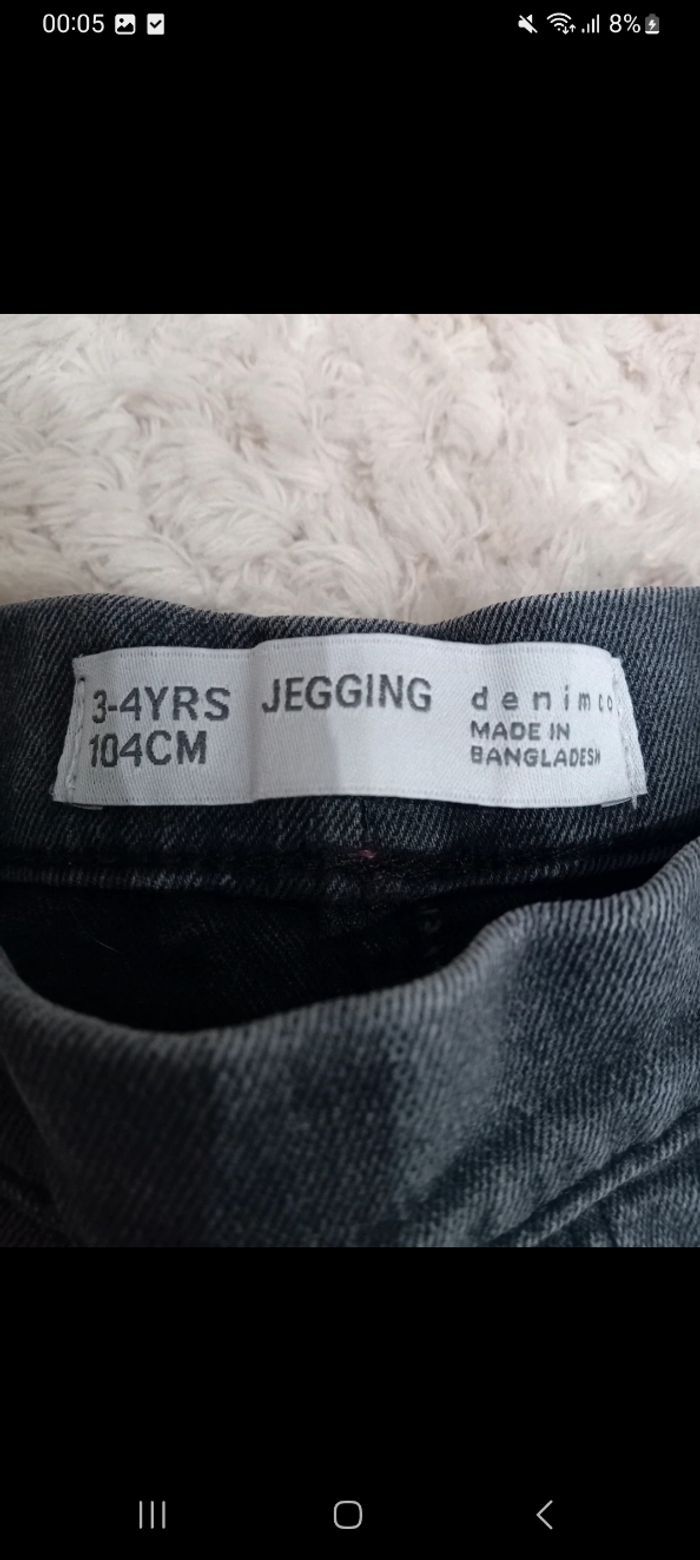 00:05
8%
3-4YRS
104CM
JEGGING
denimco
MADE IN
BANGLADESH